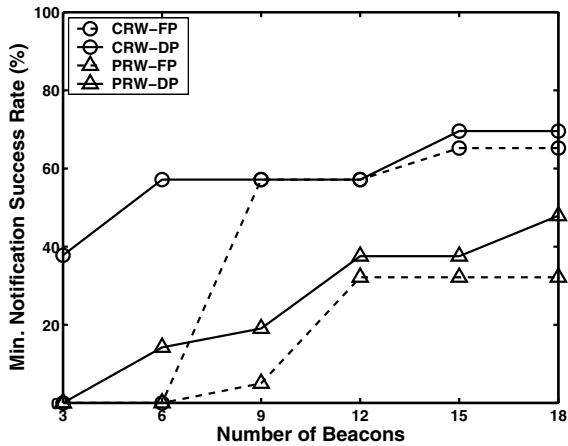 100
80
60
40
20
0
3
6
9
12
15
18
Min. Notification Success Rate (%)
Number of Beacons
CRW−FP
CRW−DP
PRW−FP
PRW−DP